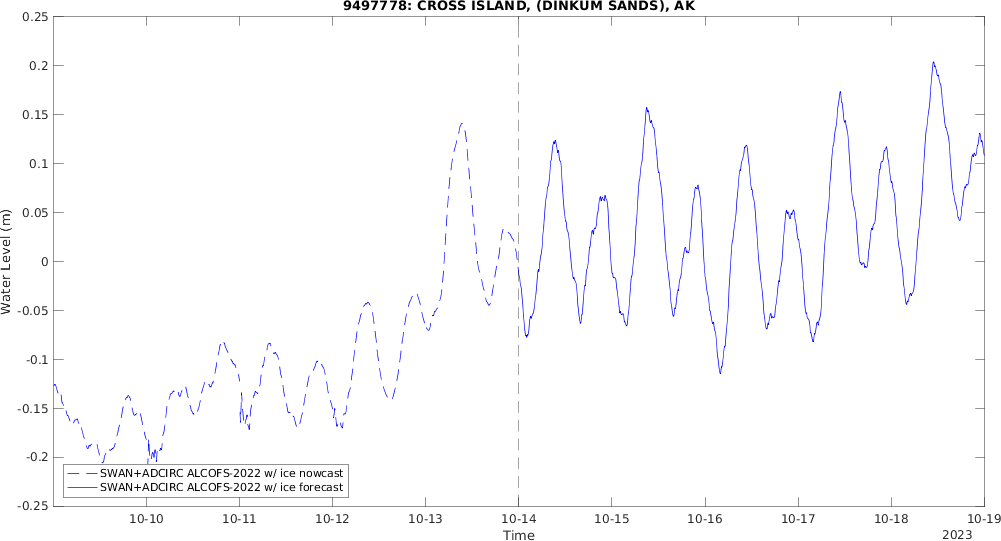 9497778: CROSS ISLAND, (DINKUM SANDS), AK
0.25
0.2
0.15
0.1
0.05
0
-0.05
-0.1
-0.15
-0.2
-0.25
Water Level (m)
SWAN+ADCIRC ALCOFS-2022 w/ ice nowcast
SWAN+ADCIRC ALCOFS-2022 w/ ice forecast
10-10 10-11 10-12 10-13 10-14 10-15 10-16 10-17 10-18 10-19
Time
2023